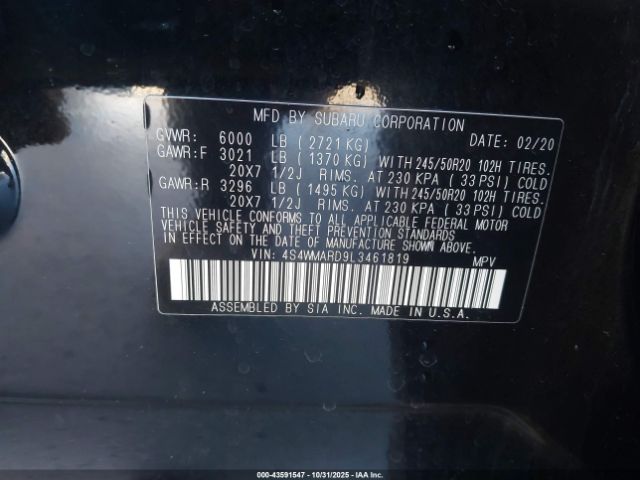 MFD BY SUBARU CORPORATION
GVWR: 6000 LB ( 2721 KG) DATE: 02/20
GAWR:F 3021 LB ( 1370 KG) WITH 245/50R20 102H TIRES.
20X7 1/2J RIMS. AT 230 KPA ( 33 PSI) COLD
GAWR:R 3296 LB ( 1495 KG) WITH 245/50R20 102H TIRES.
20X7 1/2J RIMS. AT 230 KPA ( 33 PSI) COLD
THIS VEHICLE CONFORMS TO ALL APPLICABLE FEDERAL MOTOR
VEHICLE SAFETY AND THEFT PREVENTION STANDARDS
IN EFFECT ON THE DATE OF MANUFACTURE SHOWN ABOVE.
VIN: 4S4WMARD9L3461819 MPV
ASSEMBLED BY SIA INC. MADE IN U.S.A.
000-43591547 - 10/31/2025 - IAAI.COM